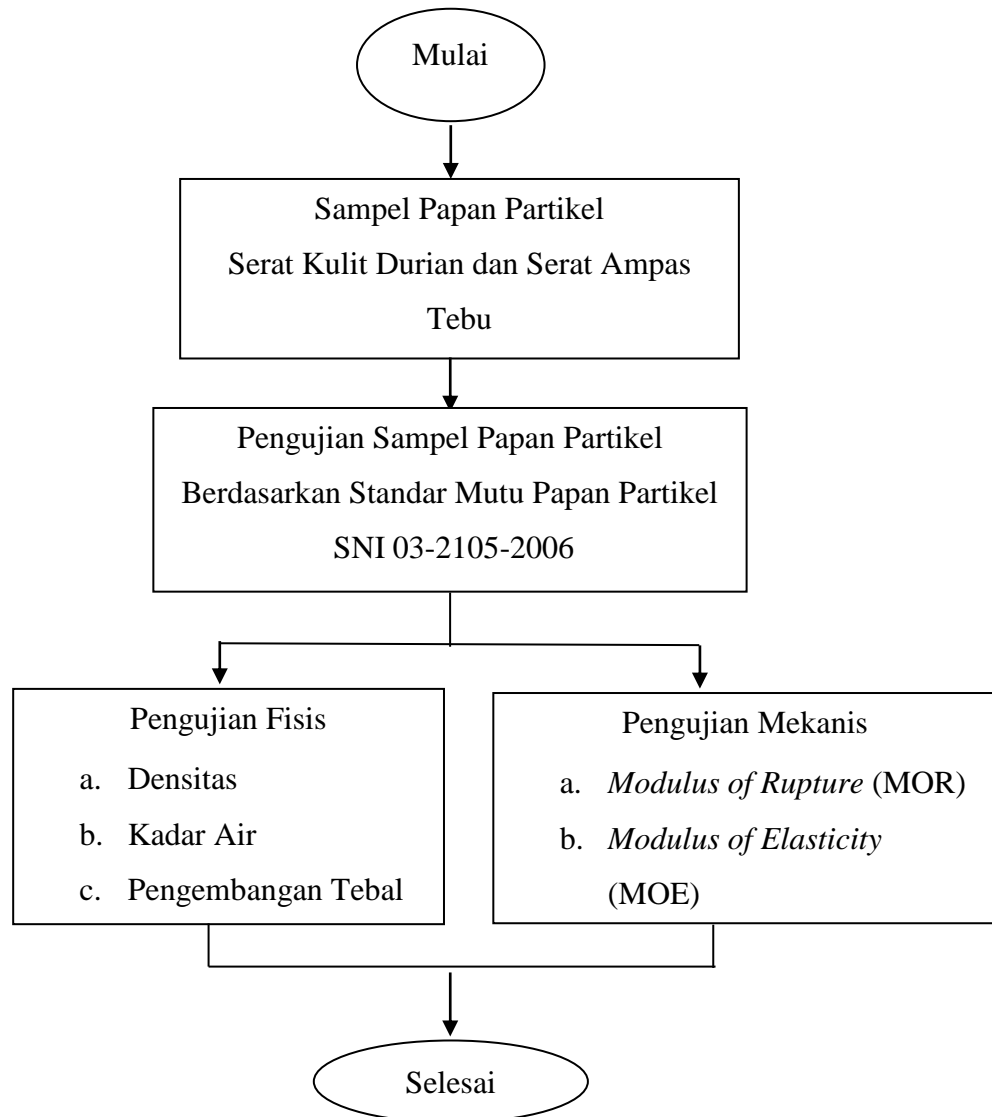 Mulai
Sampel Papan Partikel
Serat Kulit Durian dan Serat Ampas
Tebu
Pengujian Sampel Papan Partikel
Berdasarkan Standar Mutu Papan Partikel
SNI 03-2105-2006
Pengujian Fisis
a. Densitas
b. Kadar Air
c. Pengembangan Tebal
Pengujian Mekanis
a. Modulus of Rupture (MOR)
b. Modulus of Elasticity
(MOE)
Selesai